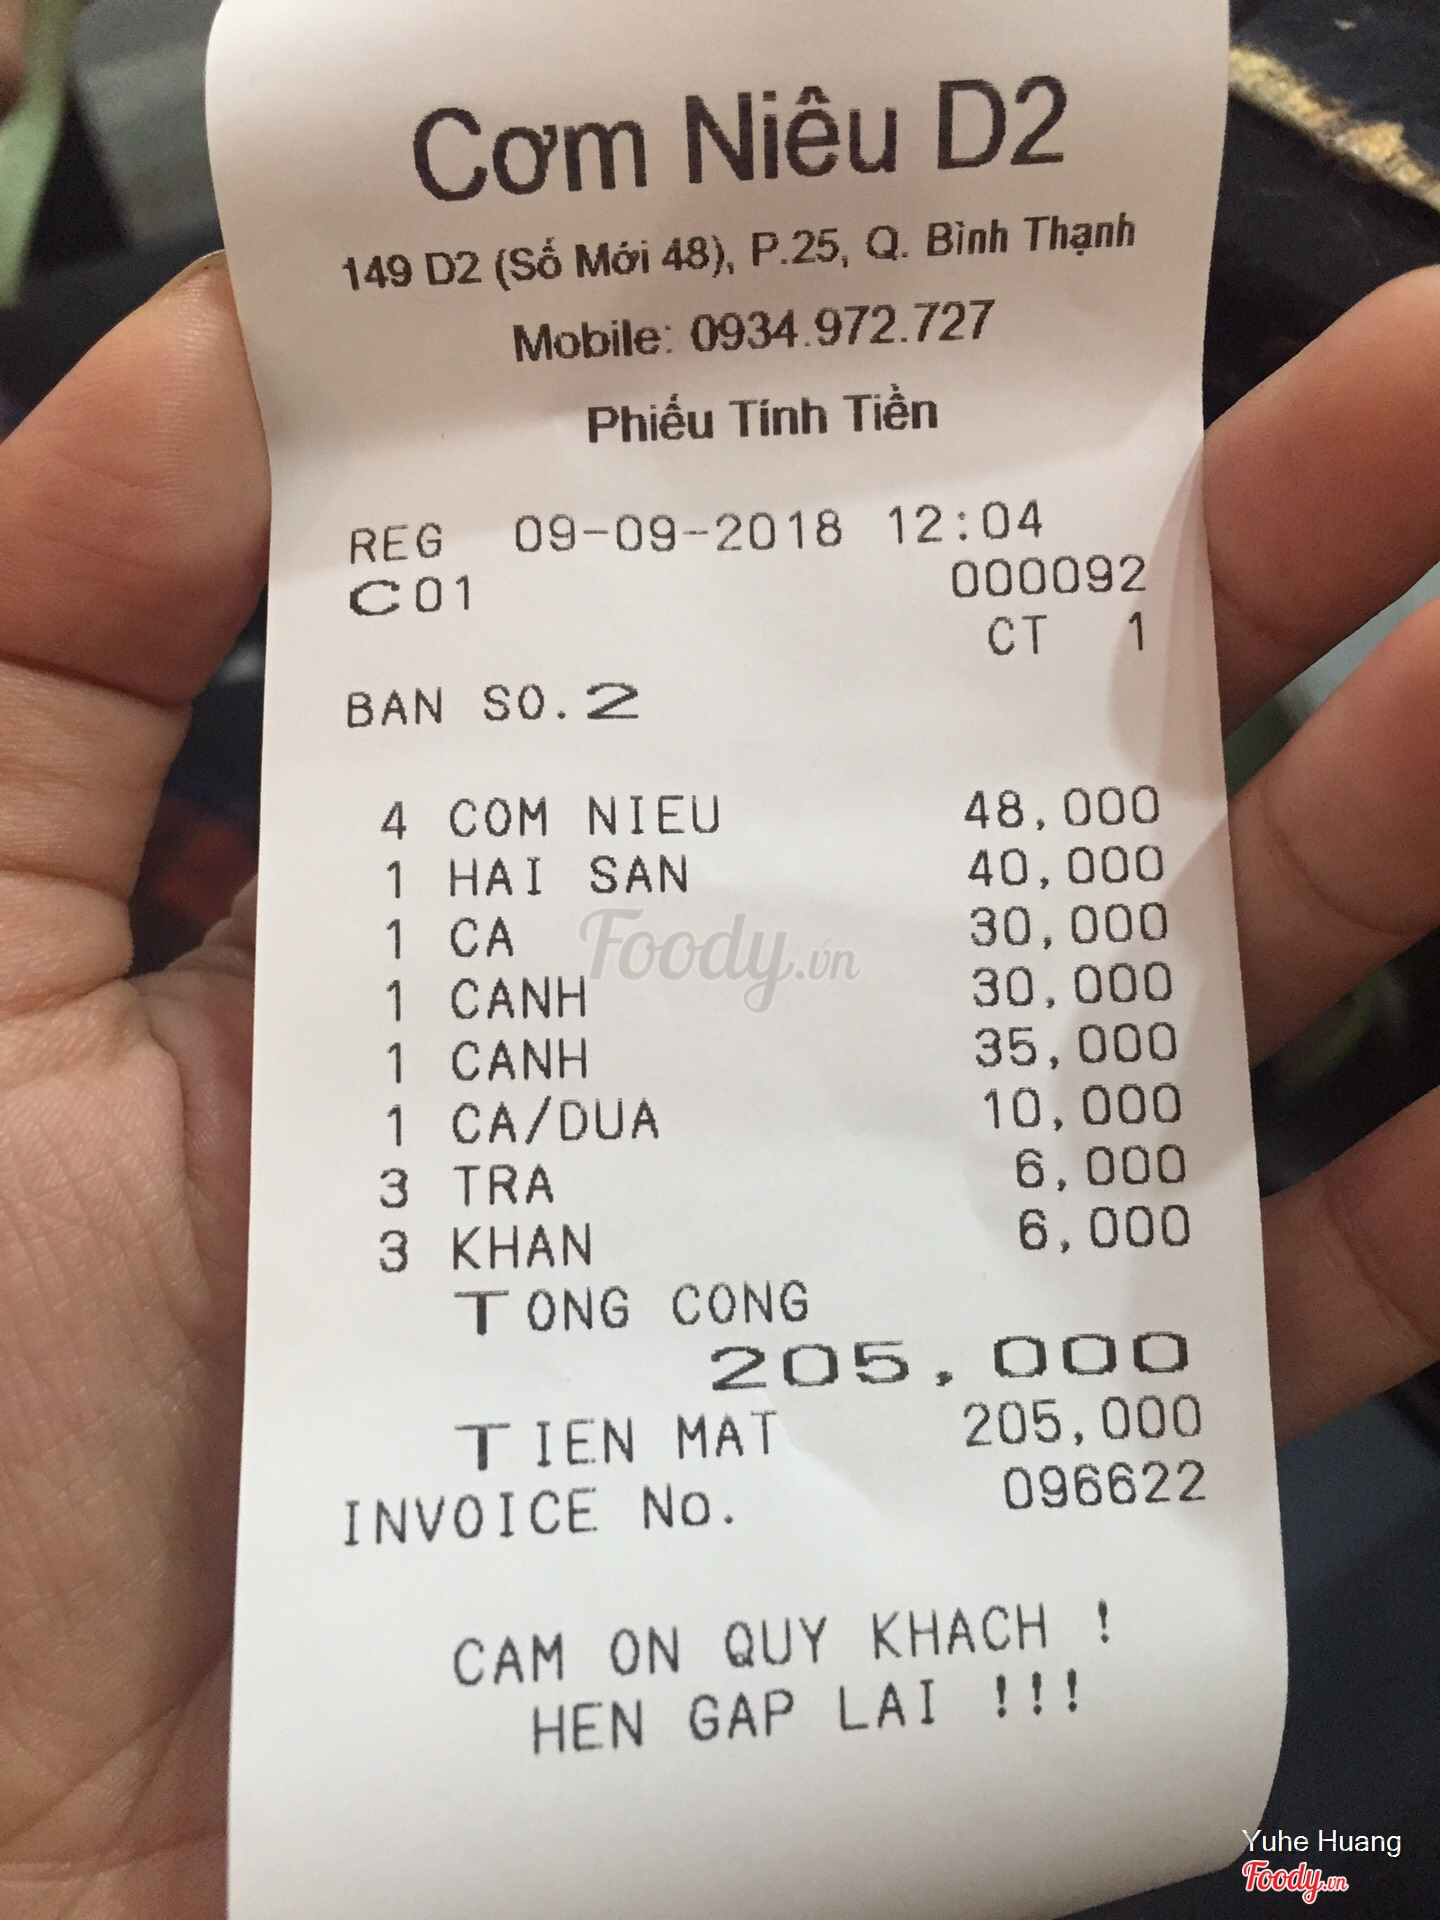 Cơm Niêu D2
149 D2 (Số Mới 48), P.25, Q. Bình Thạnh
Mobile: 0934.972.727
Phiếu Tính Tiền
REG 09-09-2018 12:04
C01 000092
CT 1
BAN SO.2
4 COM NIEU 48,000
1 HAI SAN 40,000
1 CA 30,000
1 CANH 30,000
1 CANH 35,000
1 CA/DUA 10,000
3 TRA 6,000
3 KHAN 6,000
TONG CONG
205,000
TIEN MAT 205,000
INVOICE No. 096622
CAM ON QUY KHACH !
HEN GAP LAI !!!
Foody.vn
Yuhe Huang
Foody.vn